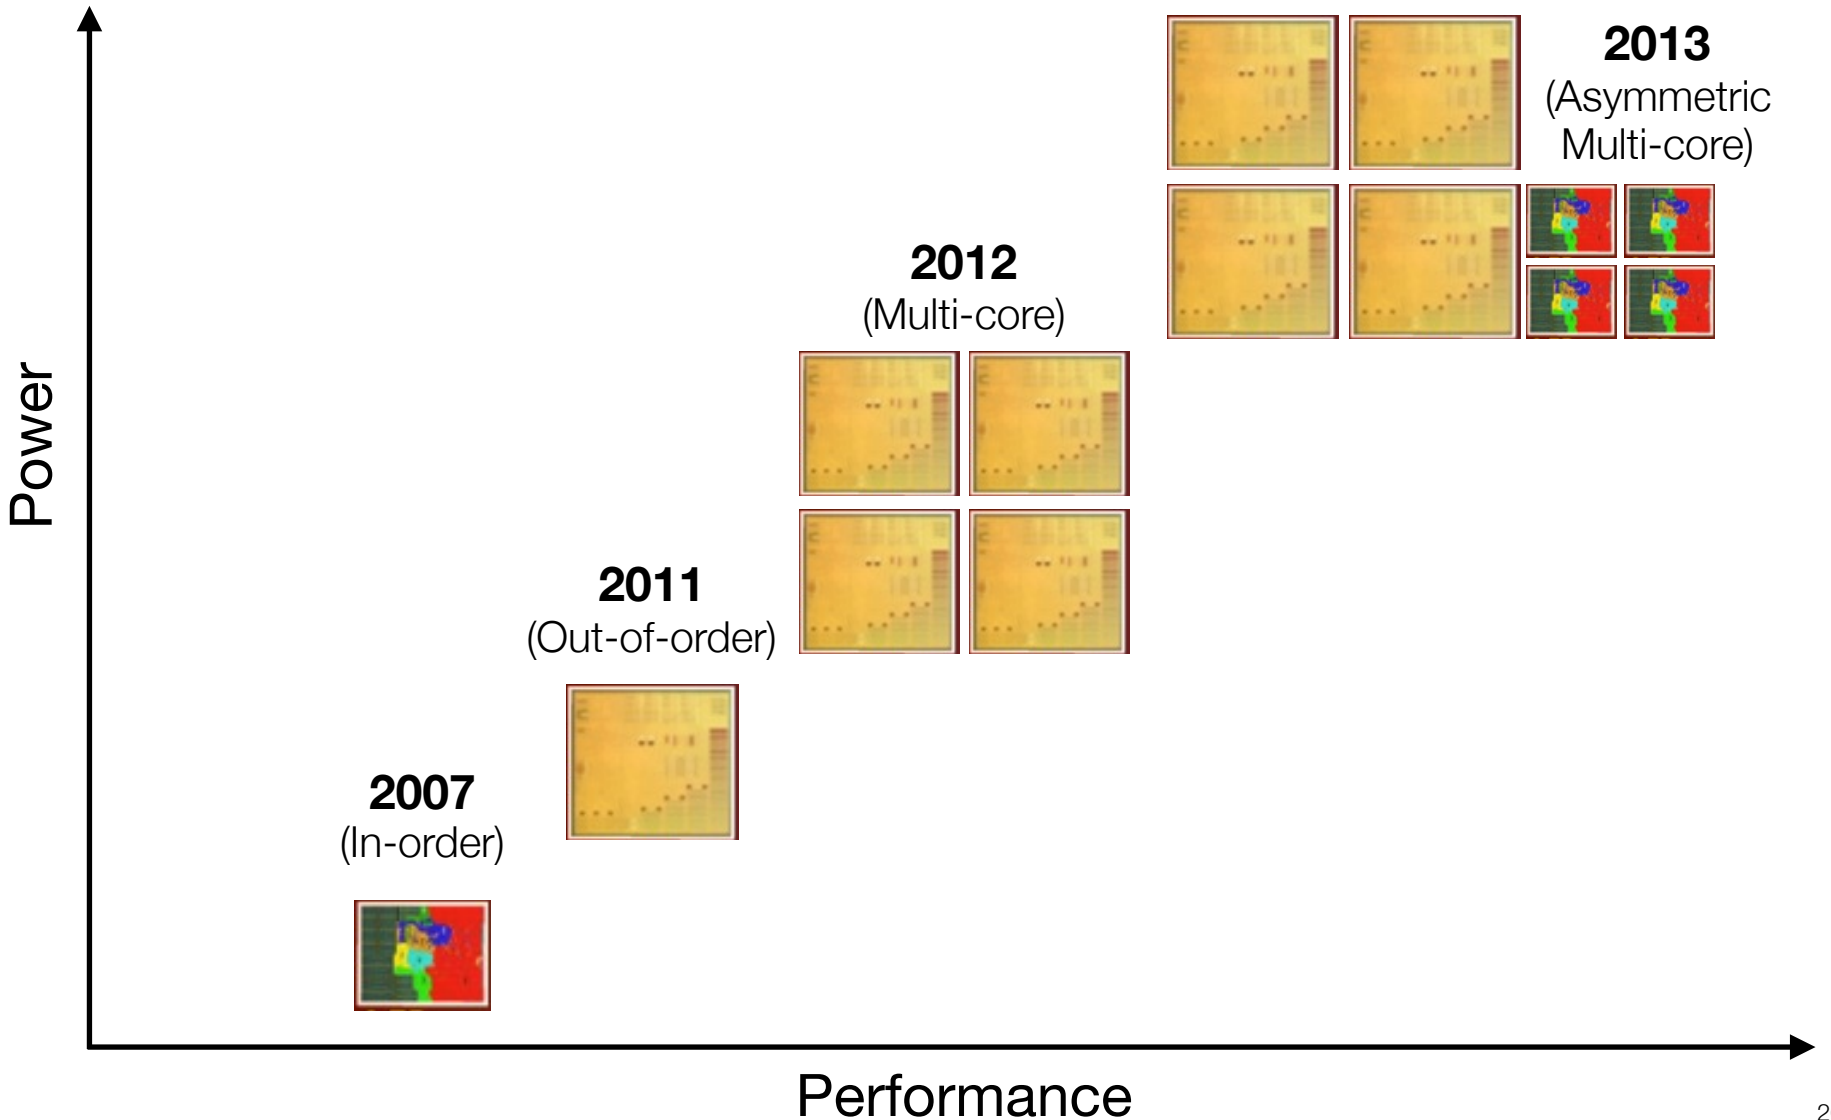 2013
(Asymmetric
Multi-core)
2012
(Multi-core)
2011
(Out-of-order)
2007
(In-order)
Power
Performance
2